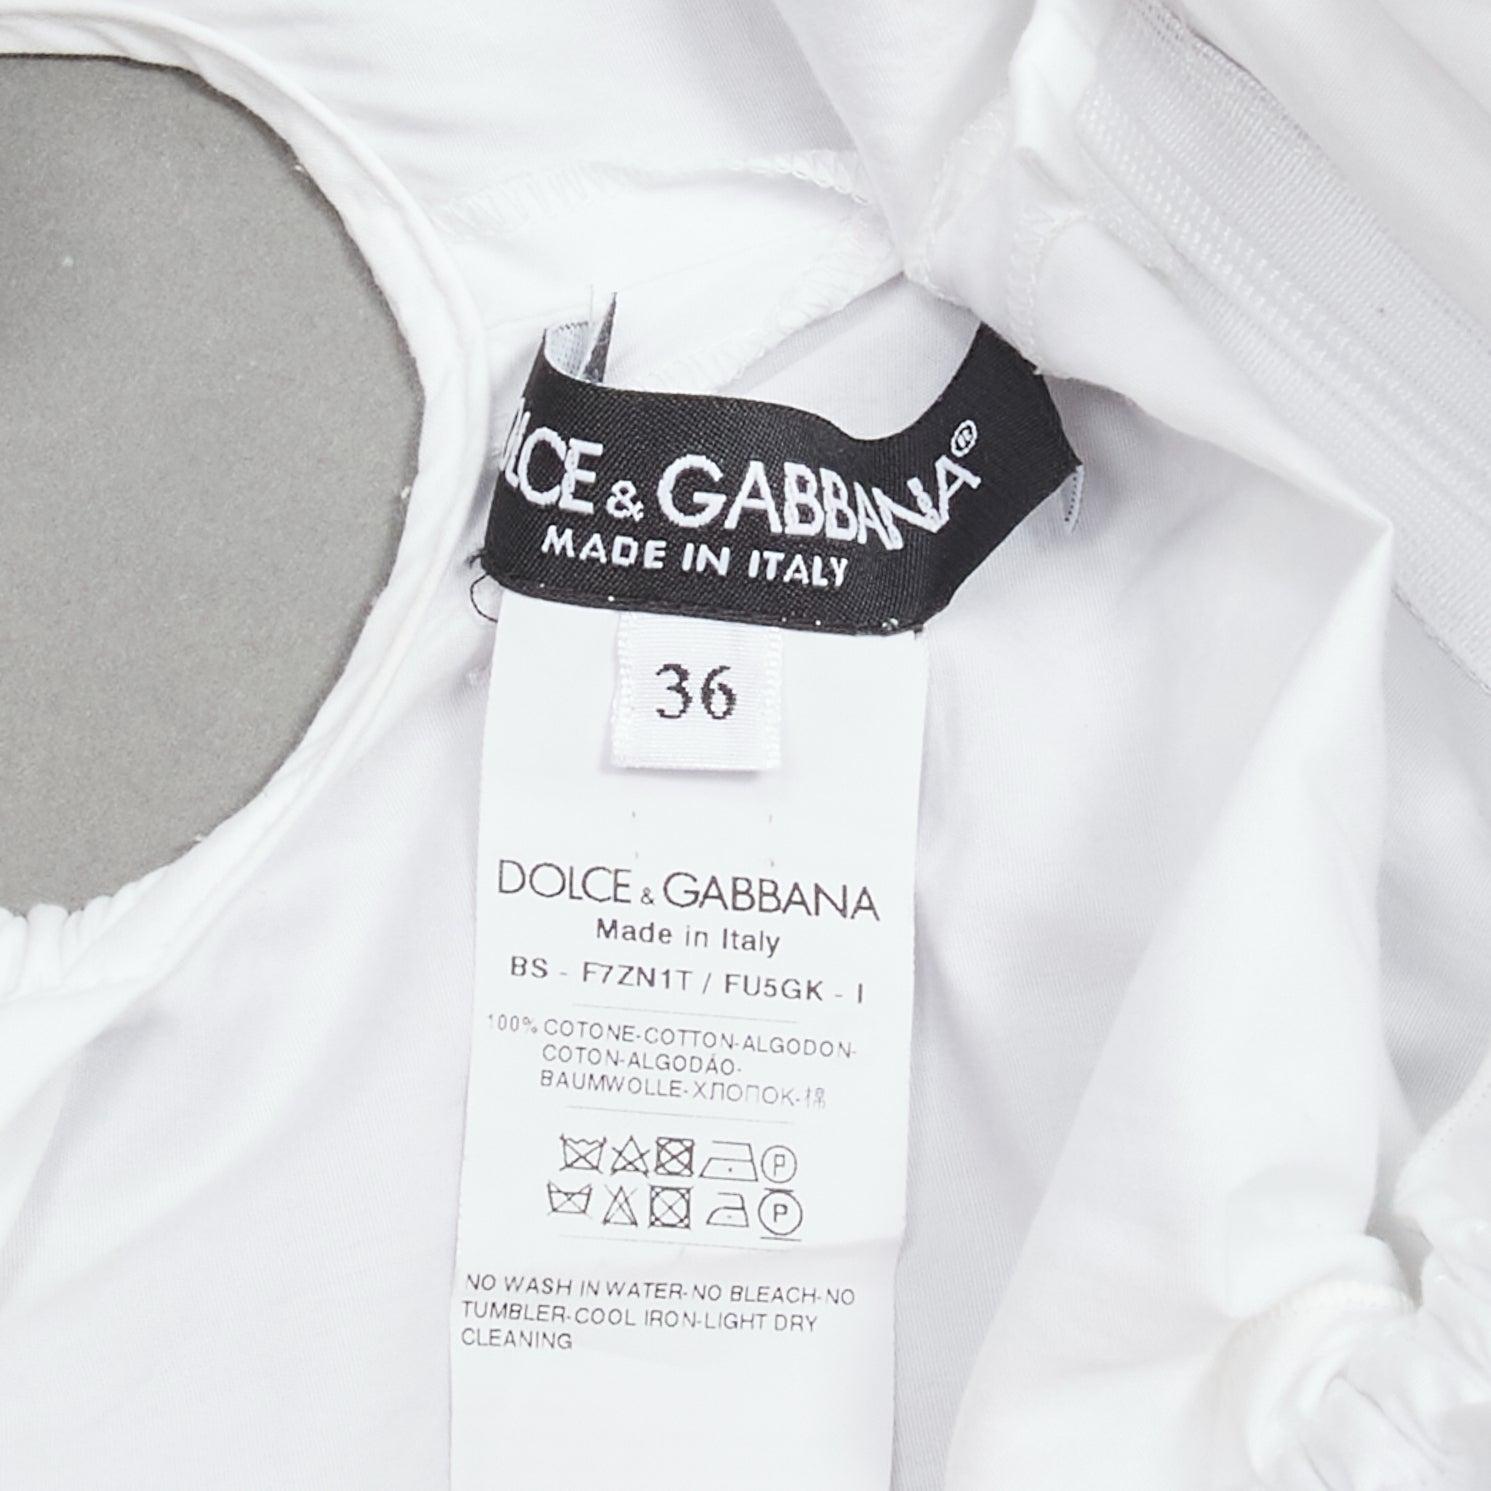 DOLCE & GABBANA®
MADE IN ITALY
36
DOLCE & GABBANA
Made in Italy
BS - F7ZN1T / FU5GK - I
100% COTONE-COTTON-ALGODON-
COTON-ALGODÃO-
BAUMWOLLE-ХЛОПОК-棉
P
P
NO WASH IN WATER-NO BLEACH-NO
TUMBLER-COOL IRON-LIGHT DRY
CLEANING